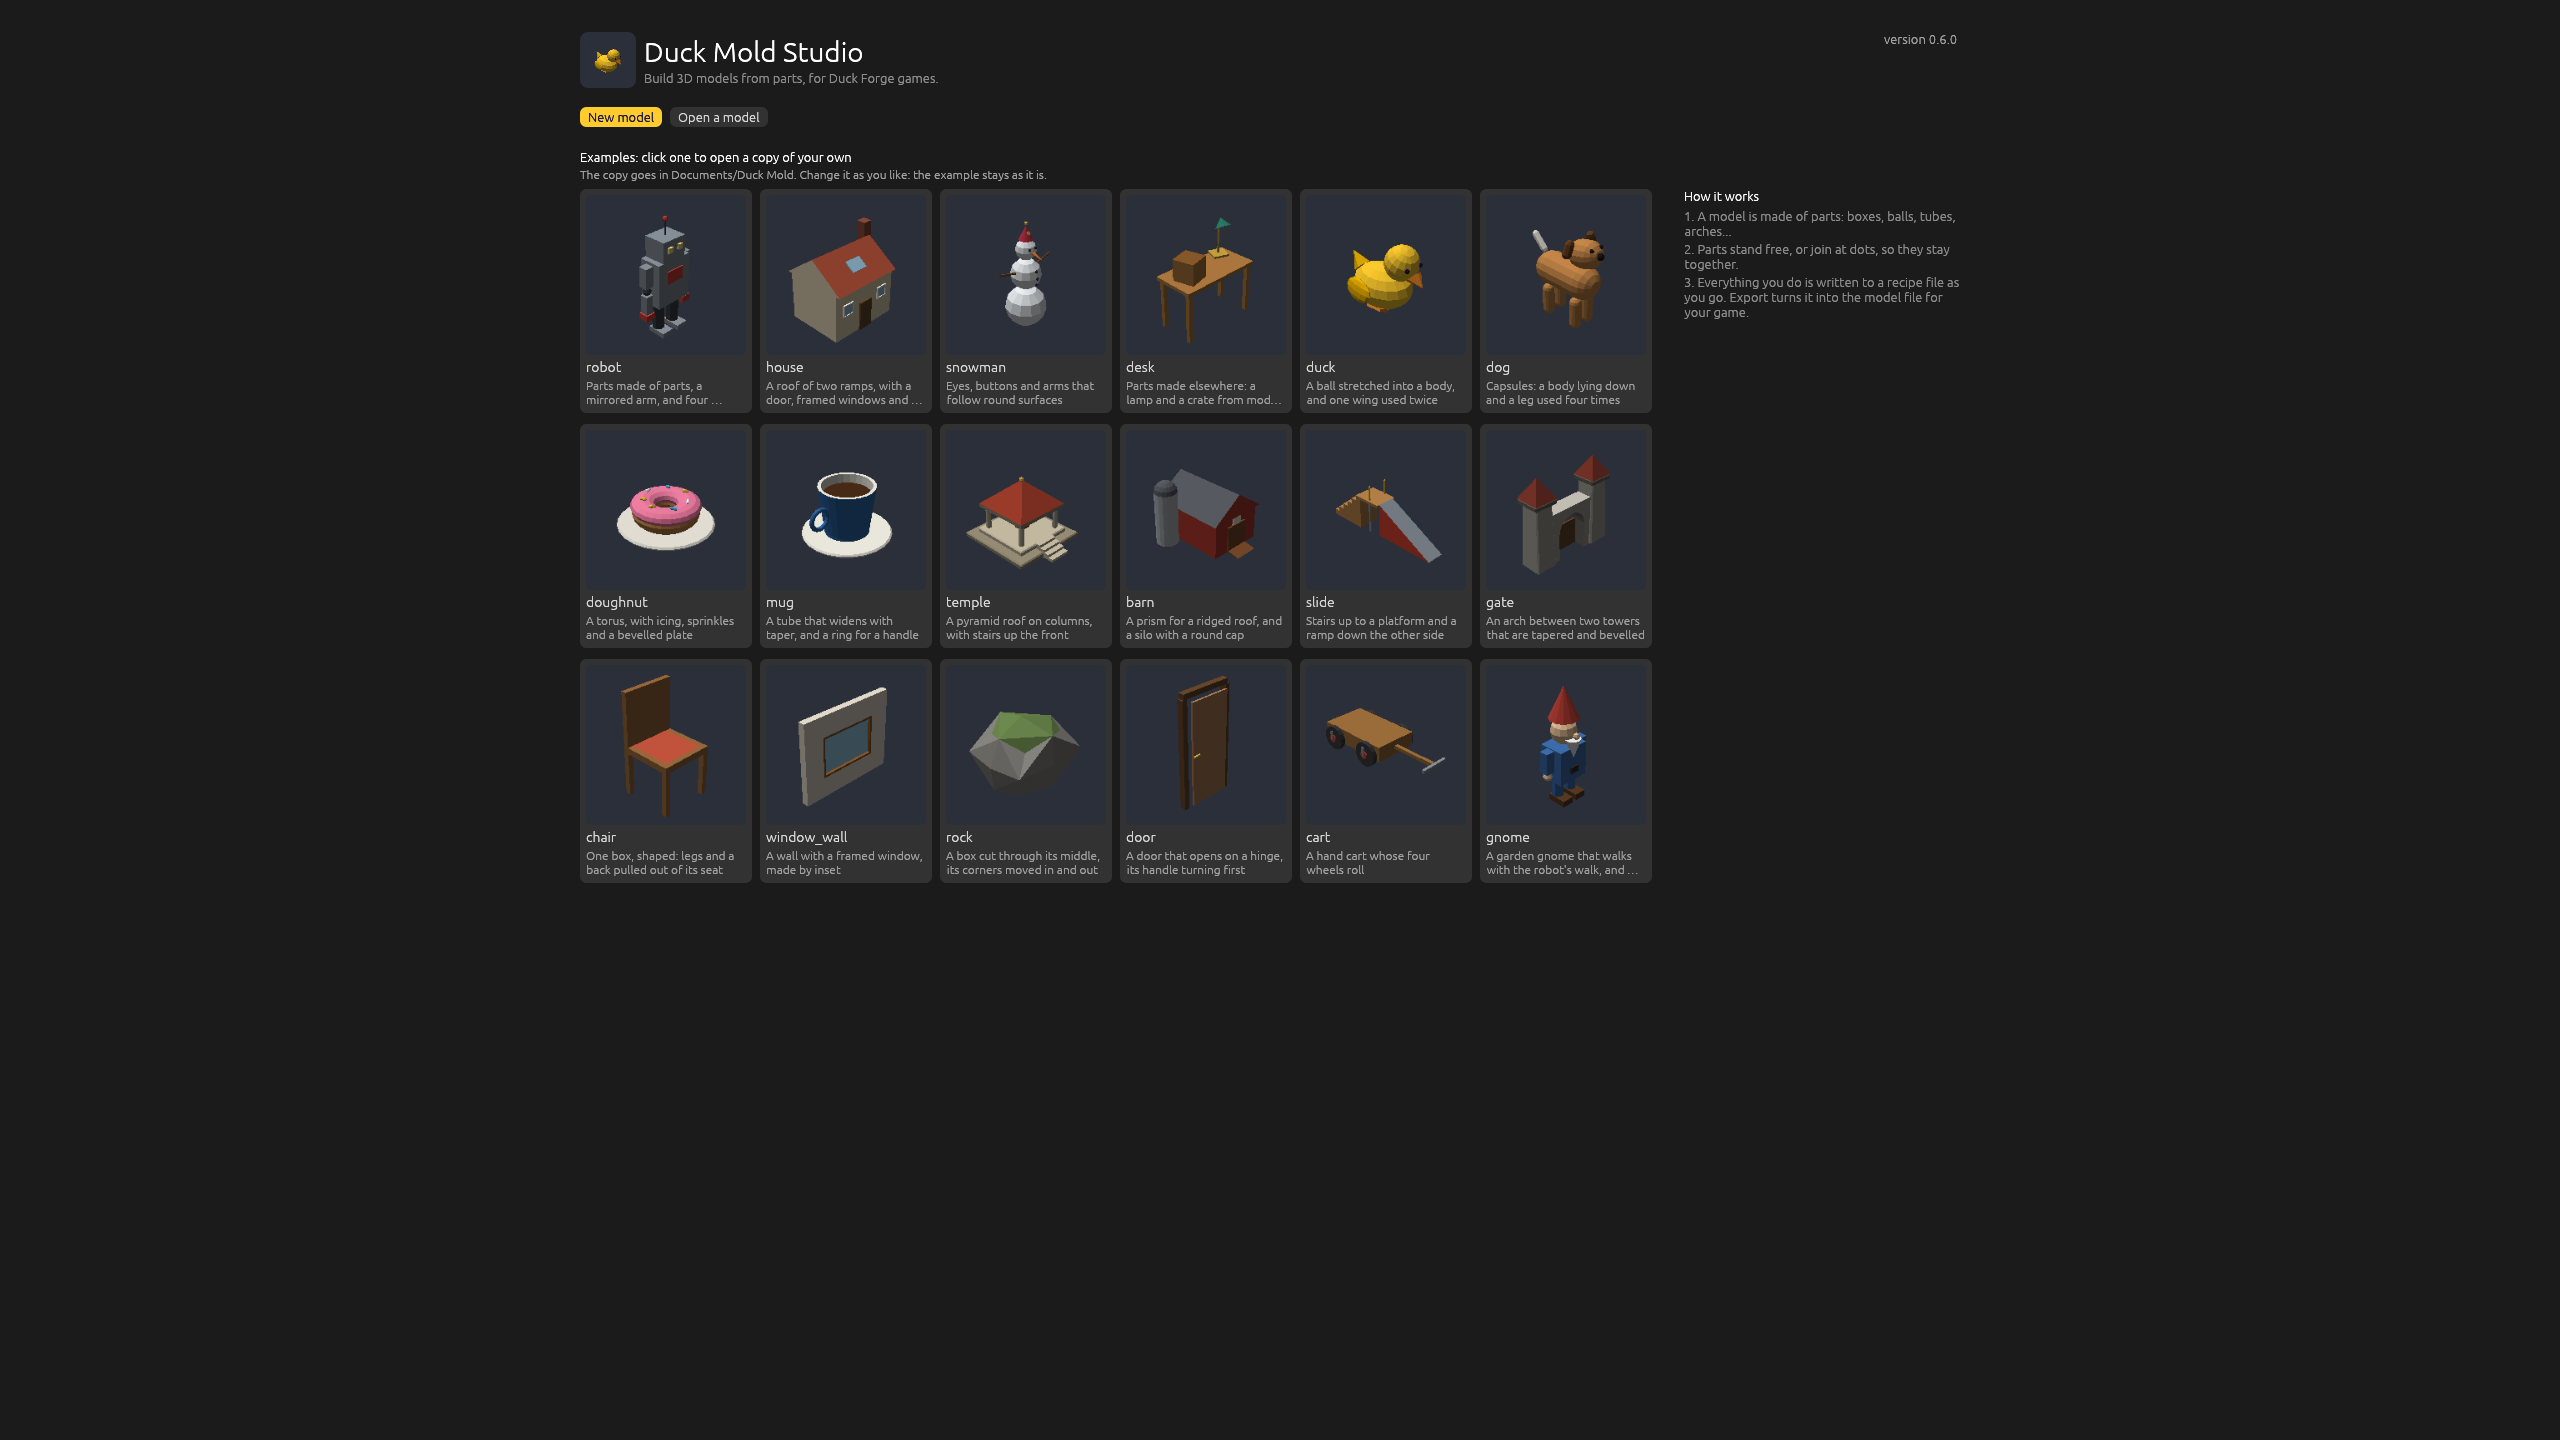 Duck Mold Studio
version 0.6.0
Build 3D models from parts, for Duck Forge games.
New model
Open a model
Examples: click one to open a copy of your own
The copy goes in Documents/Duck Mold. Change it as you like: the example stays as it is.
robot
Parts made of parts, a
mirrored arm, and four …
house
A roof of two ramps, with a
door, framed windows and …
snowman
Eyes, buttons and arms that
follow round surfaces
desk
Parts made elsewhere: a
lamp and a crate from mod…
duck
A ball stretched into a body,
and one wing used twice
dog
Capsules: a body lying down
and a leg used four times
How it works
1. A model is made of parts: boxes, balls, tubes,
arches...
2. Parts stand free, or join at dots, so they stay
together.
3. Everything you do is written to a recipe file as
you go. Export turns it into the model file for
your game.
doughnut
A torus, with icing, sprinkles
and a bevelled plate
mug
A tube that widens with
taper, and a ring for a handle
temple
A pyramid roof on columns,
with stairs up the front
barn
A prism for a ridged roof, and
a silo with a round cap
slide
Stairs up to a platform and a
ramp down the other side
gate
An arch between two towers
that are tapered and bevelled
chair
One box, shaped: legs and a
back pulled out of its seat
window_wall
A wall with a framed window,
made by inset
rock
A box cut through its middle,
its corners moved in and out
door
A door that opens on a hinge,
its handle turning first
cart
A hand cart whose four
wheels roll
gnome
A garden gnome that walks
with the robot's walk, and …